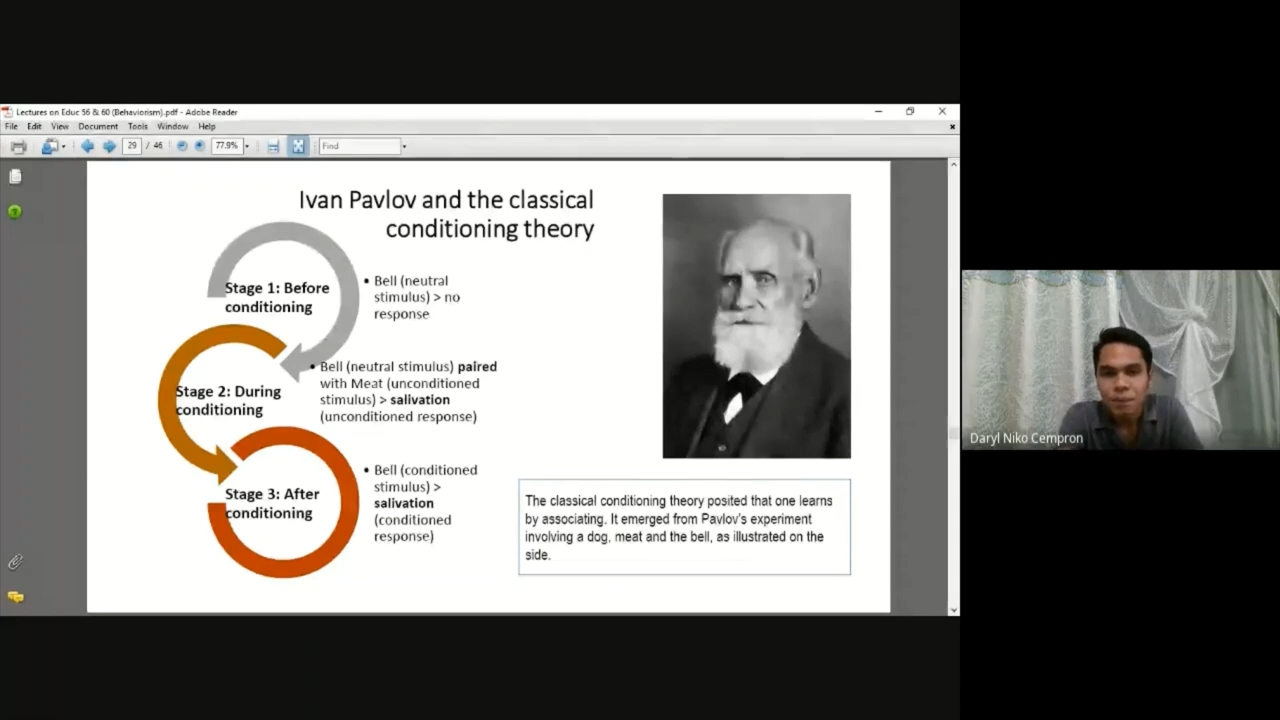 Lectures on Educ 56 & 60 (Behaviorism).pdf - Adobe Reader
File Edit View Document Tools Window Help
29 / 46 77.9% Find
Ivan Pavlov and the classical
conditioning theory
Stage 1: Before
conditioning
• Bell (neutral
stimulus) > no
response
Stage 2: During
conditioning
• Bell (neutral stimulus) paired
with Meat (unconditioned
stimulus) > salivation
(unconditioned response)
Stage 3: After
conditioning
• Bell (conditioned
stimulus) >
salivation
(conditioned
response)
The classical conditioning theory posited that one learns
by associating. It emerged from Pavlov's experiment
involving a dog, meat and the bell, as illustrated on the
side.
Daryl Niko Cempron